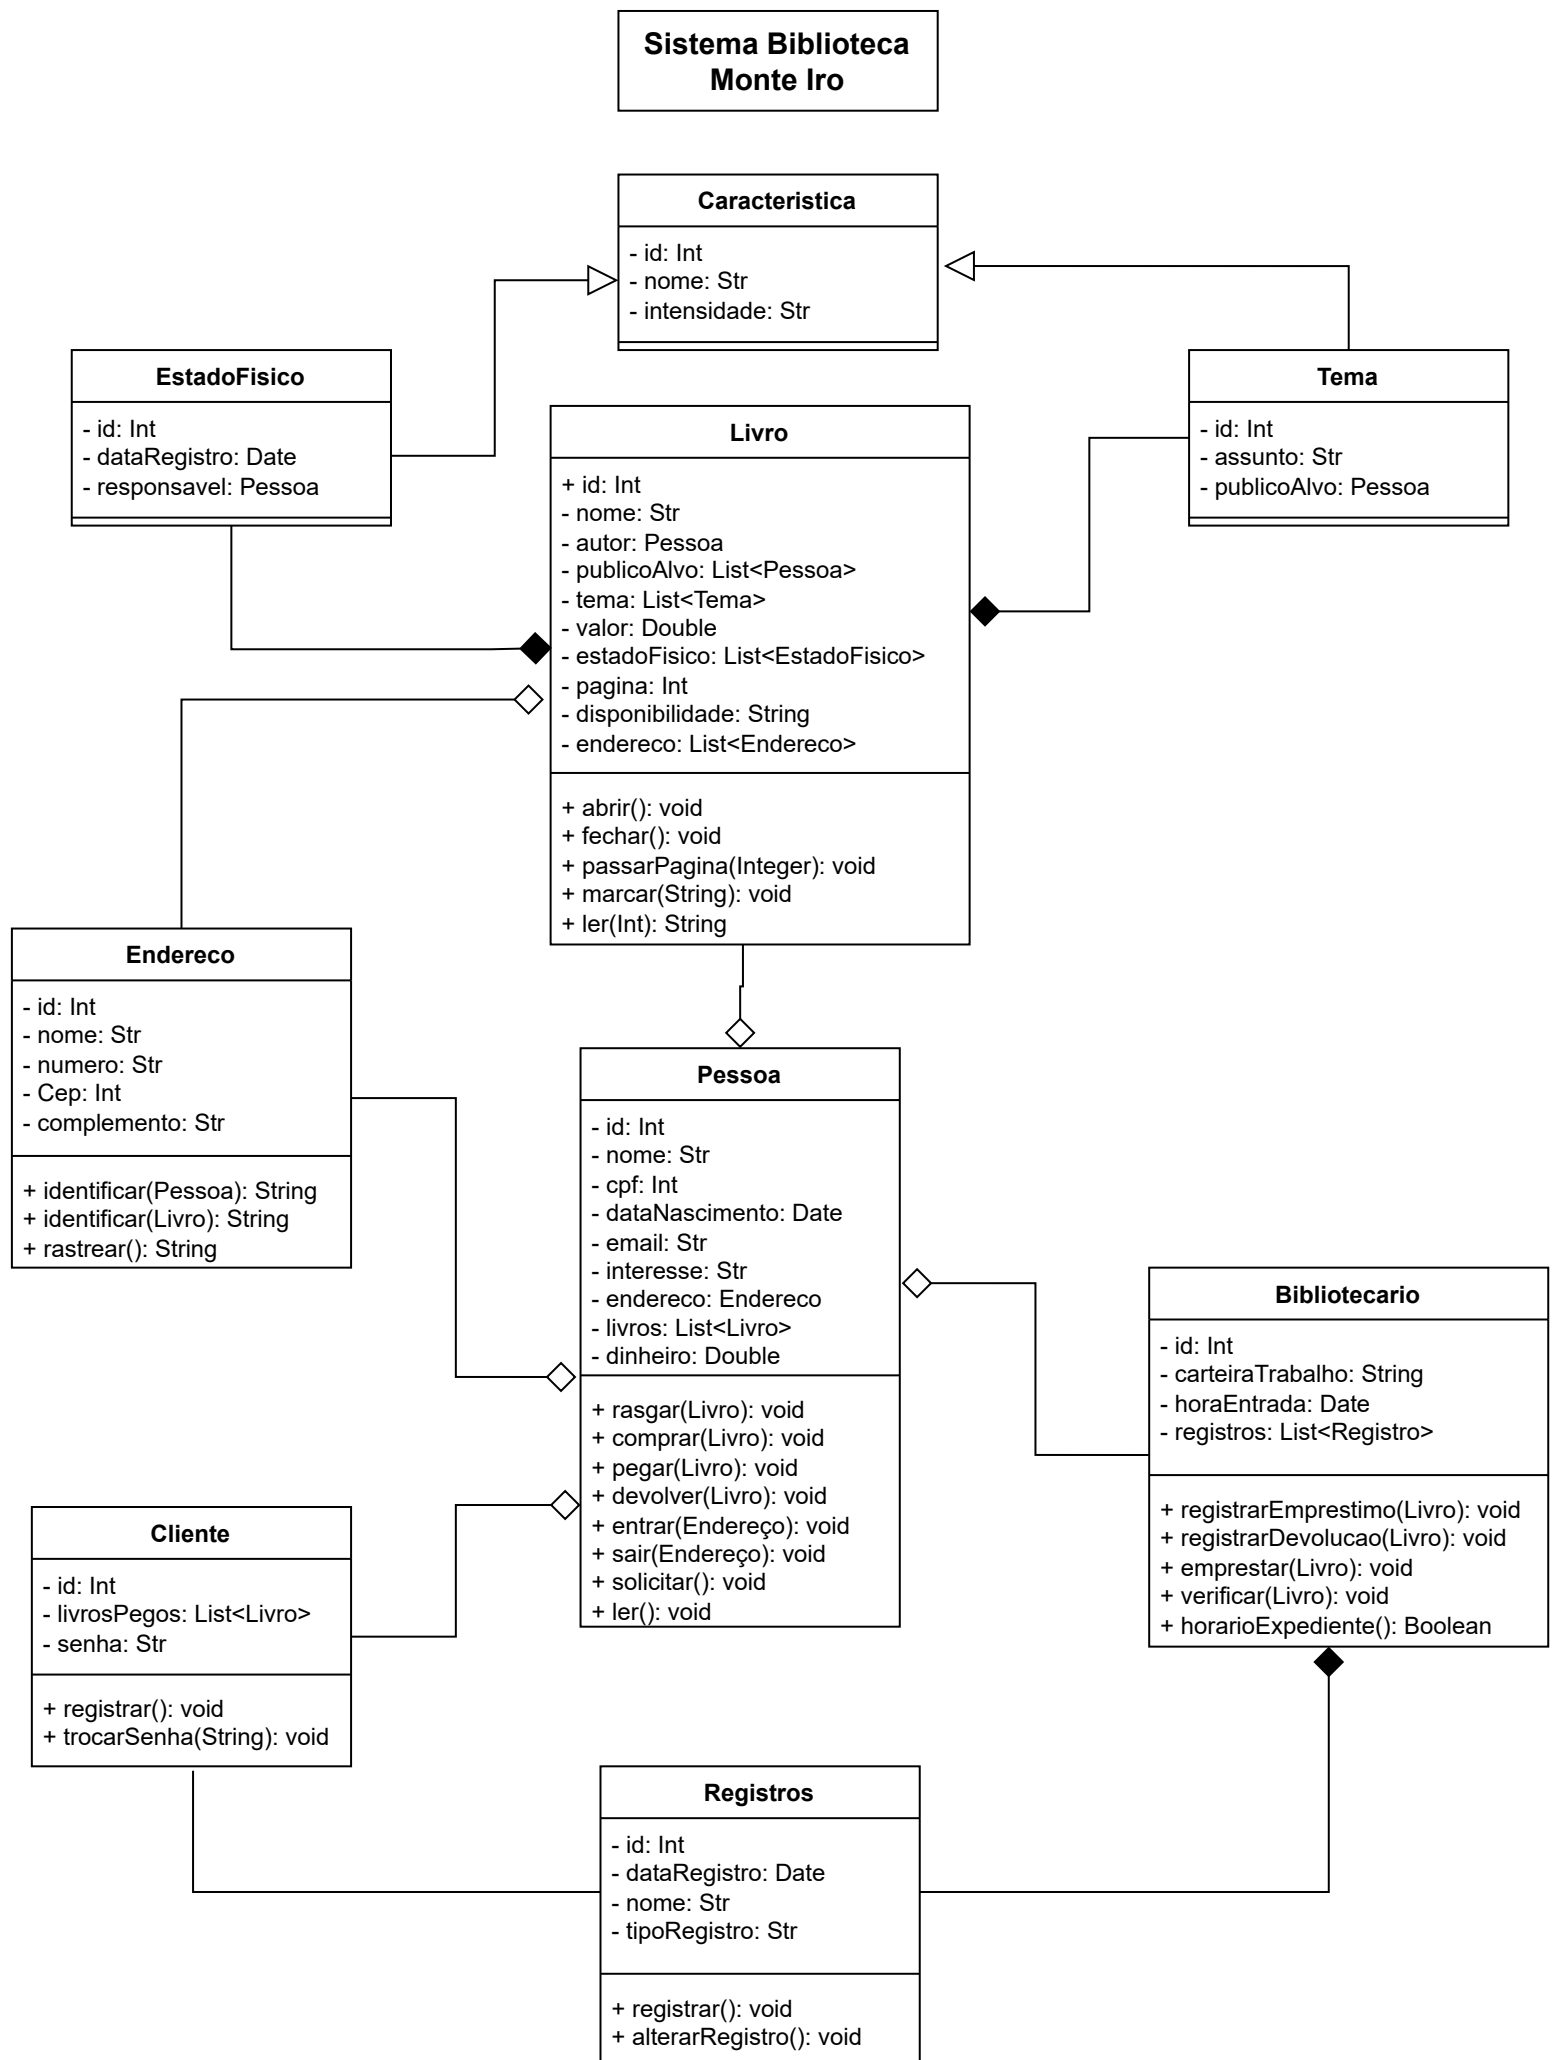 Sistema Biblioteca
Monte Iro
Caracteristica
- id: Int
- nome: Str
- intensidade: Str
EstadoFisico
- id: Int
- dataRegistro: Date
- responsavel: Pessoa
Tema
- id: Int
- assunto: Str
- publicoAlvo: Pessoa
Livro
+ id: Int
- nome: Str
- autor: Pessoa
- publicoAlvo: List<Pessoa>
- tema: List<Tema>
- valor: Double
- estadoFisico: List<EstadoFisico>
- pagina: Int
- disponibilidade: String
- endereco: List<Endereco>
+ abrir(): void
+ fechar(): void
+ passarPagina(Integer): void
+ marcar(String): void
+ ler(Int): String
Endereco
- id: Int
- nome: Str
- numero: Str
- Cep: Int
- complemento: Str
+ identificar(Pessoa): String
+ identificar(Livro): String
+ rastrear(): String
Pessoa
- id: Int
- nome: Str
- cpf: Int
- dataNascimento: Date
- email: Str
- interesse: Str
- endereco: Endereco
- livros: List<Livro>
- dinheiro: Double
+ rasgar(Livro): void
+ comprar(Livro): void
+ pegar(Livro): void
+ devolver(Livro): void
+ entrar(Endereço): void
+ sair(Endereço): void
+ solicitar(): void
+ ler(): void
Bibliotecario
- id: Int
- carteiraTrabalho: String
- horaEntrada: Date
- registros: List<Registro>
+ registrarEmprestimo(Livro): void
+ registrarDevolucao(Livro): void
+ emprestar(Livro): void
+ verificar(Livro): void
+ horarioExpediente(): Boolean
Cliente
- id: Int
- livrosPegos: List<Livro>
- senha: Str
+ registrar(): void
+ trocarSenha(String): void
Registros
- id: Int
- dataRegistro: Date
- nome: Str
- tipoRegistro: Str
+ registrar(): void
+ alterarRegistro(): void